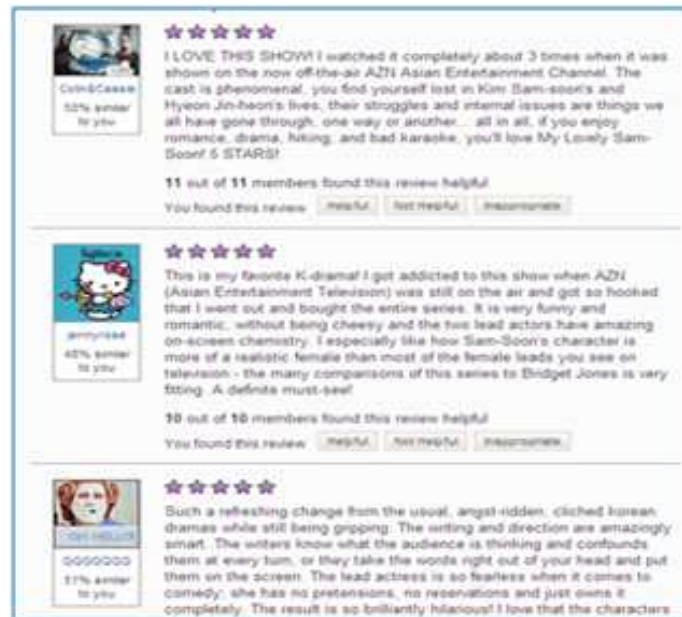 I LOVE THIS SHOW! I watched it completely about 3 times when it was
shown on the now off-the-air AZN Asian Entertainment Channel. The
cast is phenomenal, you find yourself lost in Kim Sam-soon's and
Hyeon Jin-heon's lives, their struggles and internal issues are things we
all have gone through, one way or another... all in all, if you enjoy
romance, drama, hiking, and bad karaoke, you'll love My Lovely Sam-
Soon! 5 STARS!
Colin&Cassie
50% similar
to you
11 out of 11 members found this review helpful
You found this review Helpful Not Helpful Inappropriate
This is my favorite K-drama! I got addicted to this show when AZN
(Asian Entertainment Television) was still on the air and got so hooked
that I went out and bought the entire series. It is very funny and
romantic, without being cheesy and the two lead actors have amazing
on-screen chemistry. I especially like how Sam-Soon's character is
more of a realistic female than most of the female leads you see on
television - the many comparisons of this series to Bridget Jones is very
fitting. A definite must-see!
similar
to you
10 out of 10 members found this review helpful
You found this review Helpful Not Helpful Inappropriate
Such a refreshing change from the usual, angst-ridden, cliched korean
dramas while still being gripping. The writing and direction are amazingly
smart. The writers know what the audience is thinking and confounds
them at every turn, or they take the words right out of your head and put
them on the screen. The lead actress is so fearless when it comes to
comedy; she has no pretensions, no reservations and just owns it
completely. The result is so brilliantly hilarious! I love that the characters
similar
to you